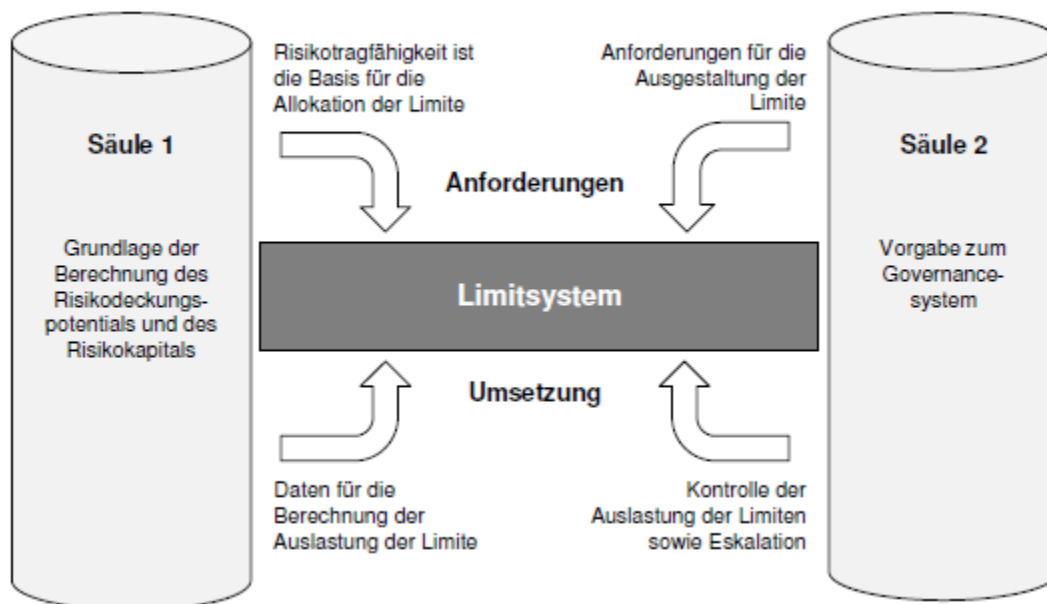 Säule 1
Grundlage der
Berechnung des
Risikodeckungs-
potentials und des
Risikokapitals
Risikotragfähigkeit ist
die Basis für die
Allokation der Limite
Anforderungen für die
Ausgestaltung der
Limite
Anforderungen
Limitsystem
Umsetzung
Daten für die
Berechnung der
Auslastung der Limite
Kontrolle der
Auslastung der Limiten
sowie Eskalation
Säule 2
Vorgabe zum
Governance-
system